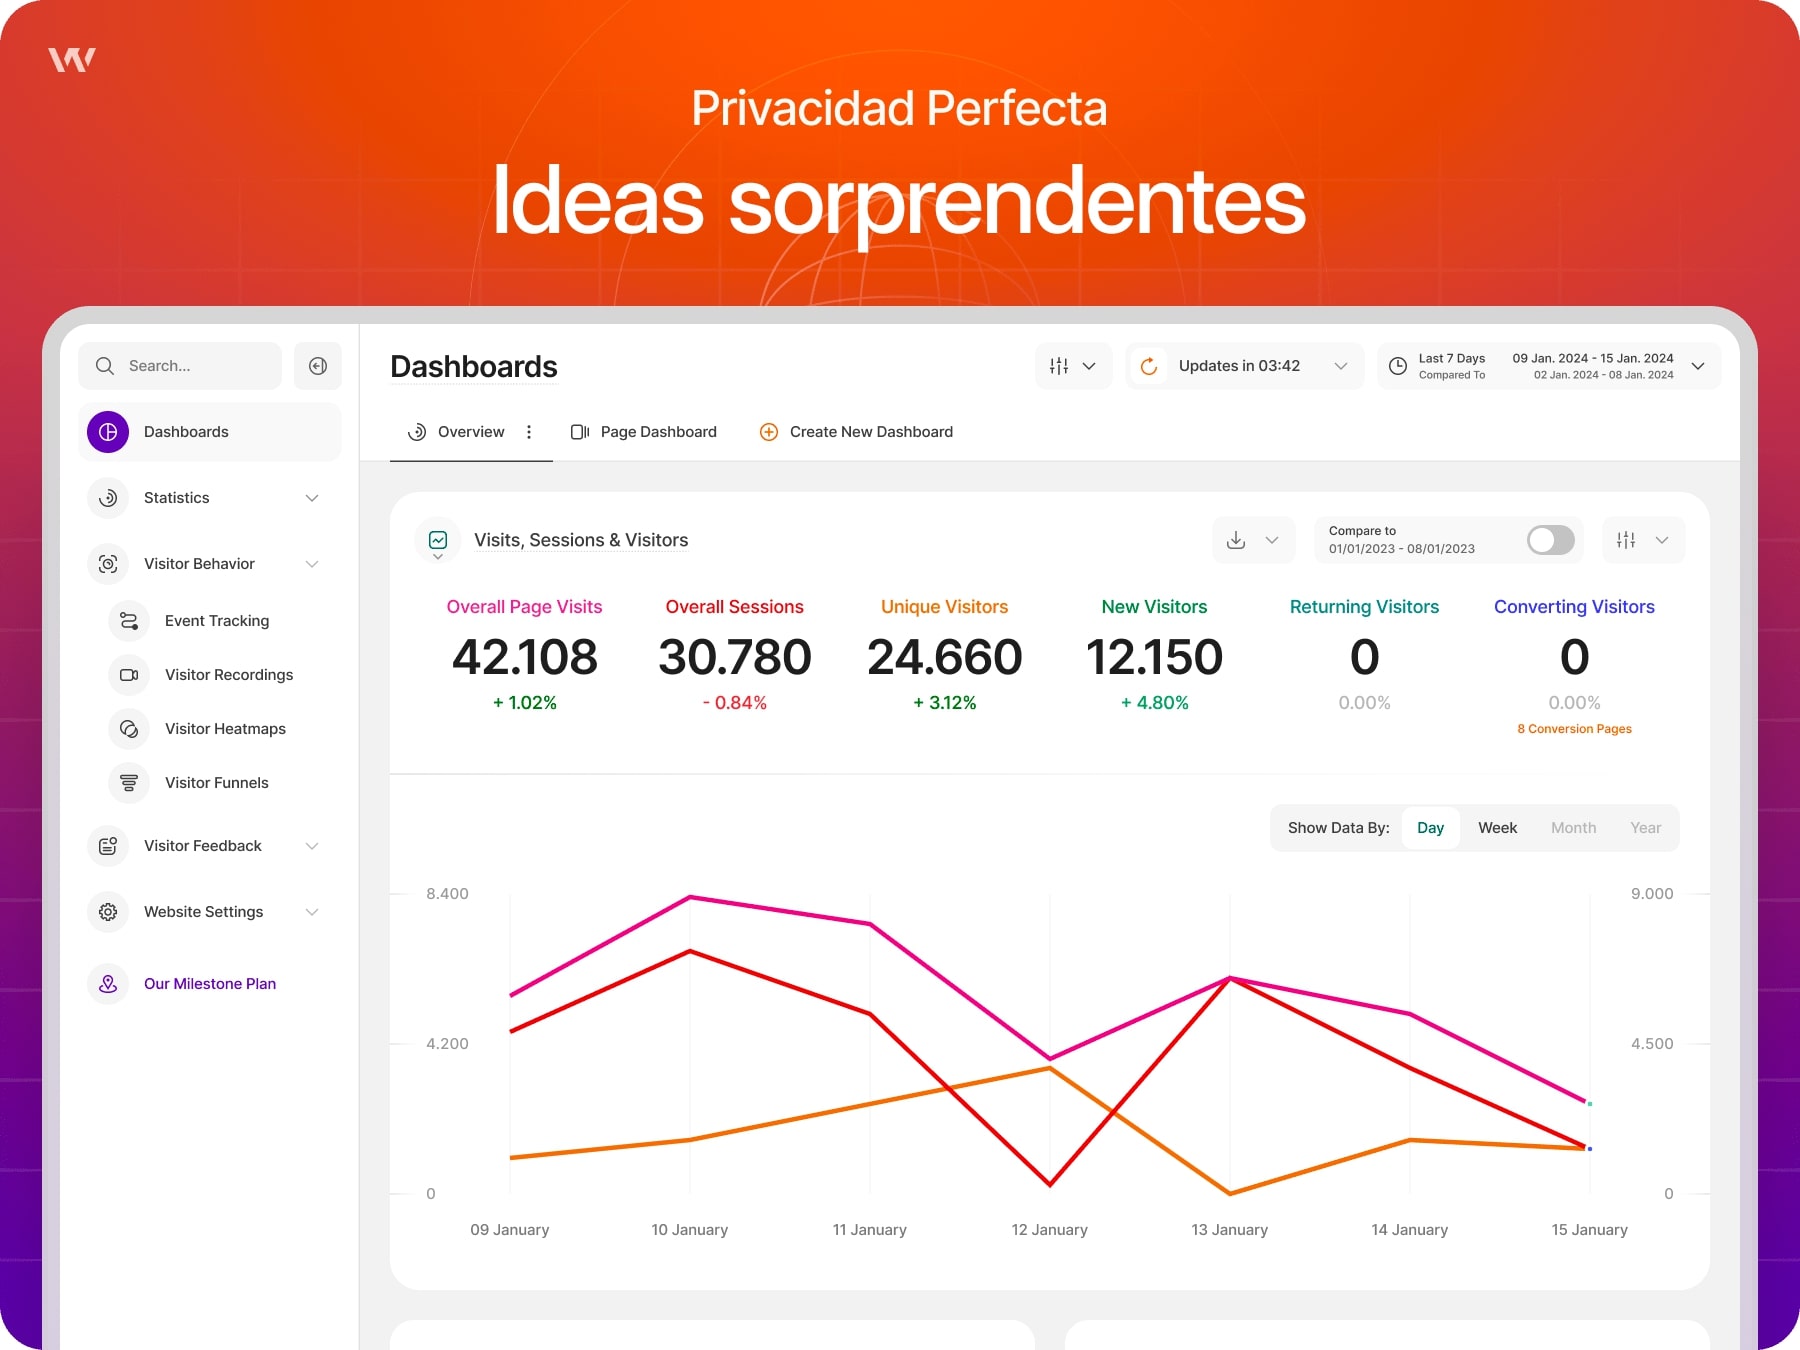 Privacidad Perfecta
Ideas sorprendentes
Search...
Dashboards
Statistics
Visitor Behavior
Event Tracking
Visitor Recordings
Visitor Heatmaps
Visitor Funnels
Visitor Feedback
Website Settings
Our Milestone Plan
Dashboards
Updates in 03:42
Last 7 Days 09 Jan. 2024 - 15 Jan. 2024
Compared To 02 Jan. 2024 - 08 Jan. 2024
Overview Page Dashboard Create New Dashboard
Visits, Sessions & Visitors
Compare to
01/01/2023 - 08/01/2023
Overall Page Visits Overall Sessions Unique Visitors New Visitors Returning Visitors Converting Visitors
42.108 30.780 24.660 12.150 0 0
+ 1.02% - 0.84% + 3.12% + 4.80% 0.00% 0.00%
8 Conversion Pages
Show Data By: Day Week Month Year
8.400 9.000
4.200 4.500
0 0
09 January 10 January 11 January 12 January 13 January 14 January 15 January